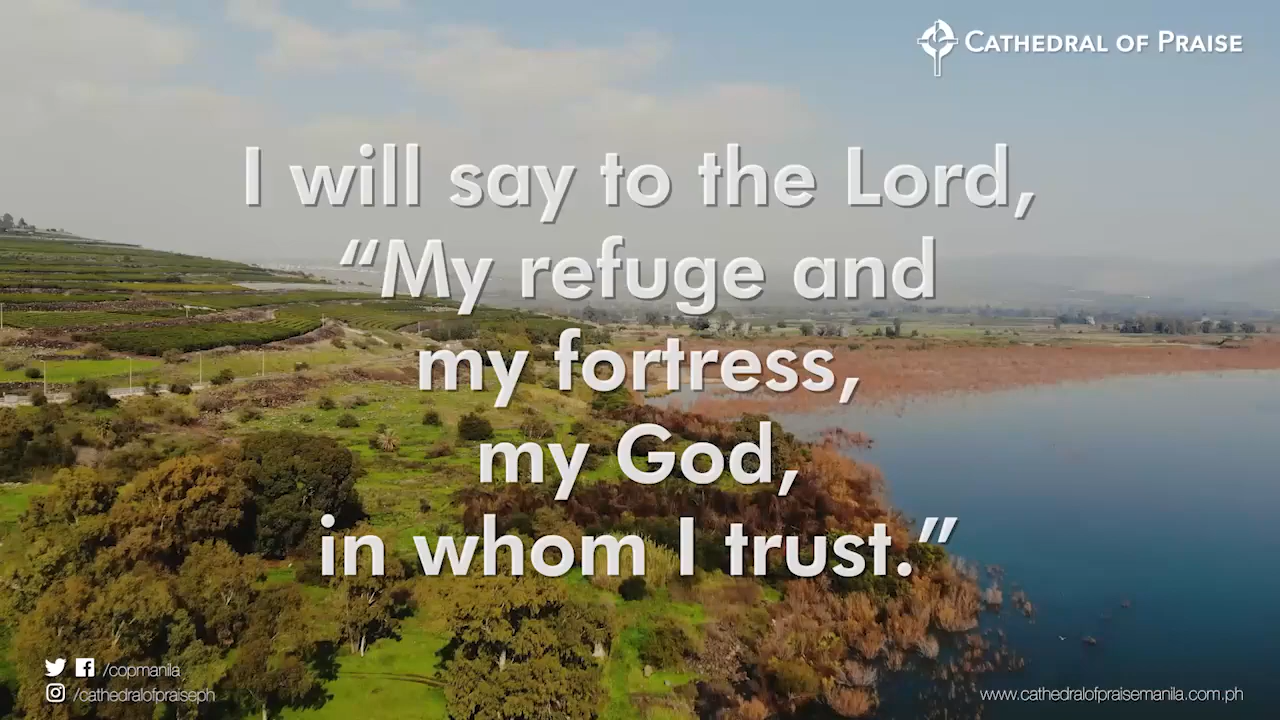 CATHEDRAL OF PRAISE
I will say to the Lord,
“My refuge and
my fortress,
my God,
in whom I trust.”
/copmanila
/cathedralofpraiseph
www.cathedralofpraisemanila.com.ph